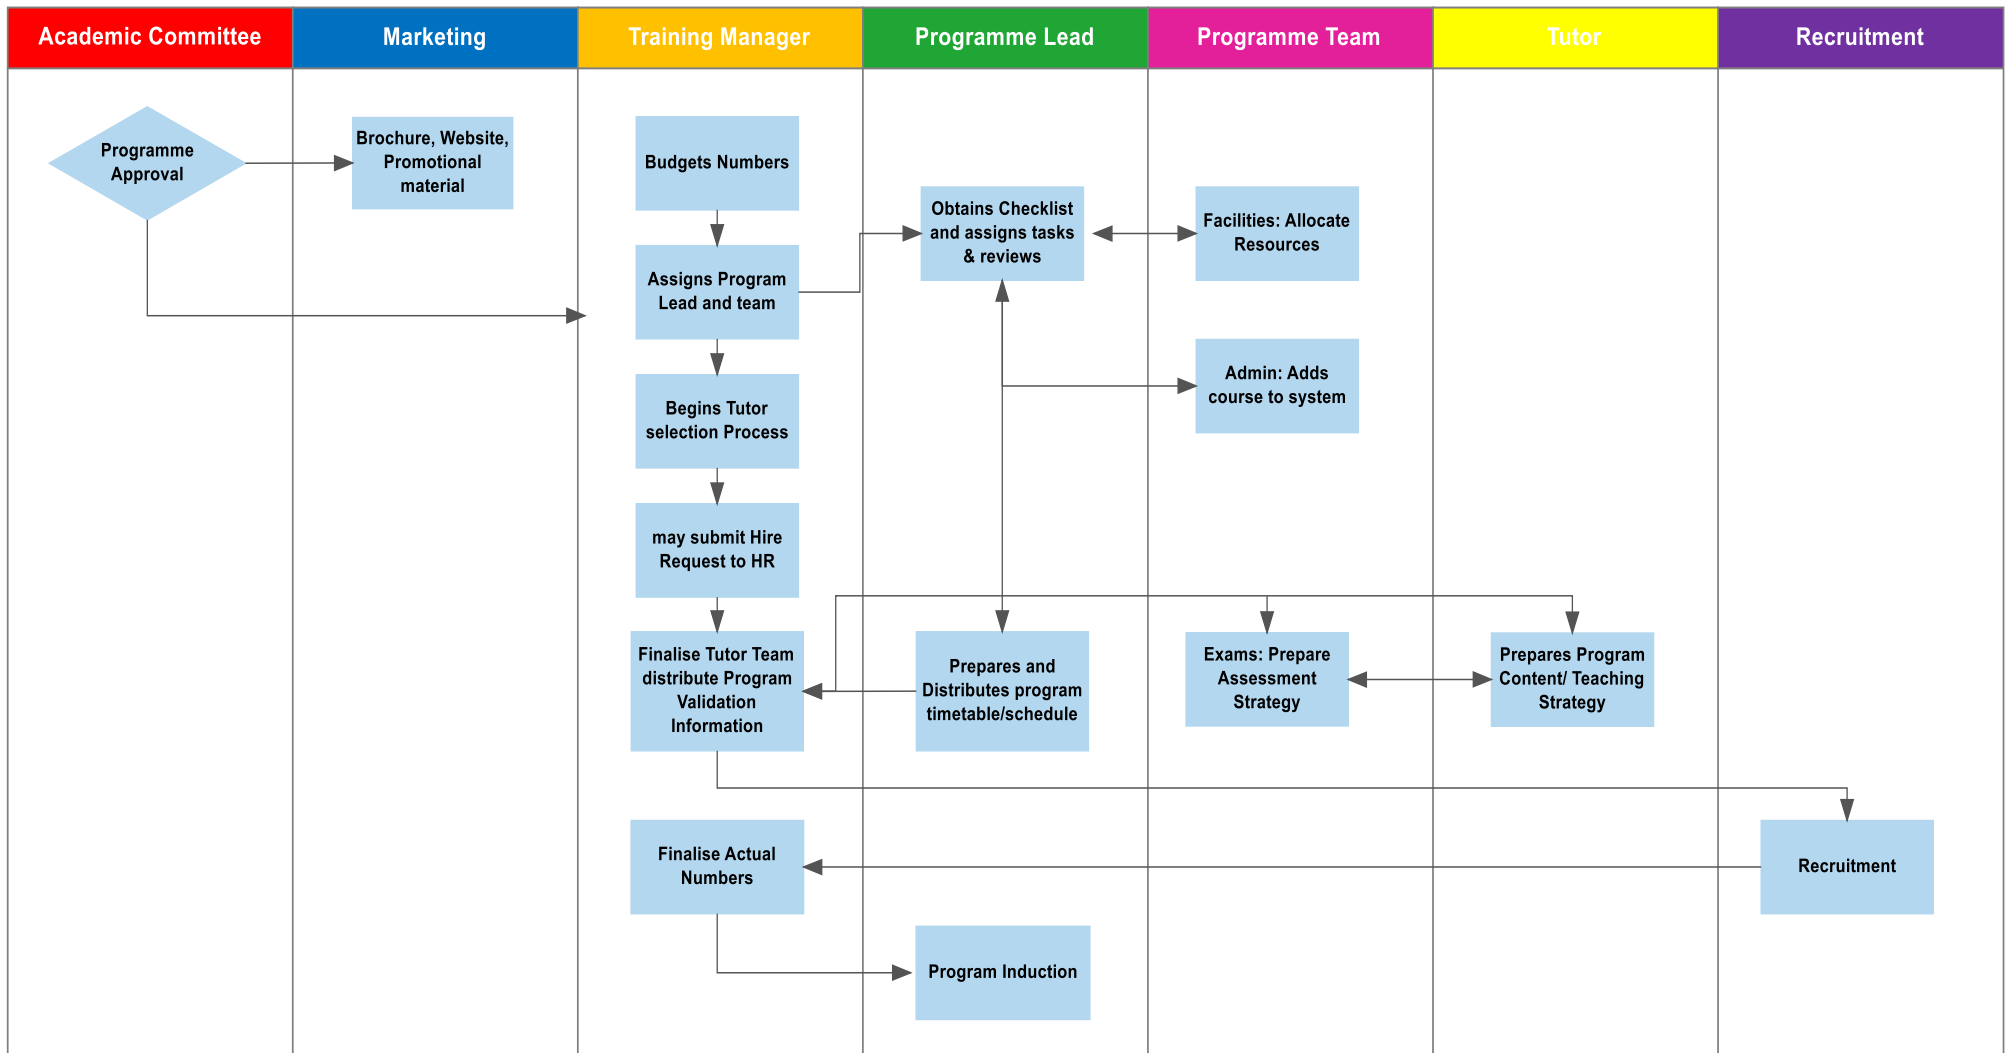 Academic Committee
Marketing
Training Manager
Programme Lead
Programme Team
Tutor
Recruitment
Programme
Approval
Brochure, Website,
Promotional
material
Budgets Numbers
Obtains Checklist
and assigns tasks
& reviews
Facilities: Allocate
Resources
Assigns Program
Lead and team
Admin: Adds
course to system
Begins Tutor
selection Process
may submit Hire
Request to HR
Finalise Tutor Team
distribute Program
Validation
Information
Prepares and
Distributes program
timetable/schedule
Exams: Prepare
Assessment
Strategy
Prepares Program
Content/ Teaching
Strategy
Finalise Actual
Numbers
Recruitment
Program Induction